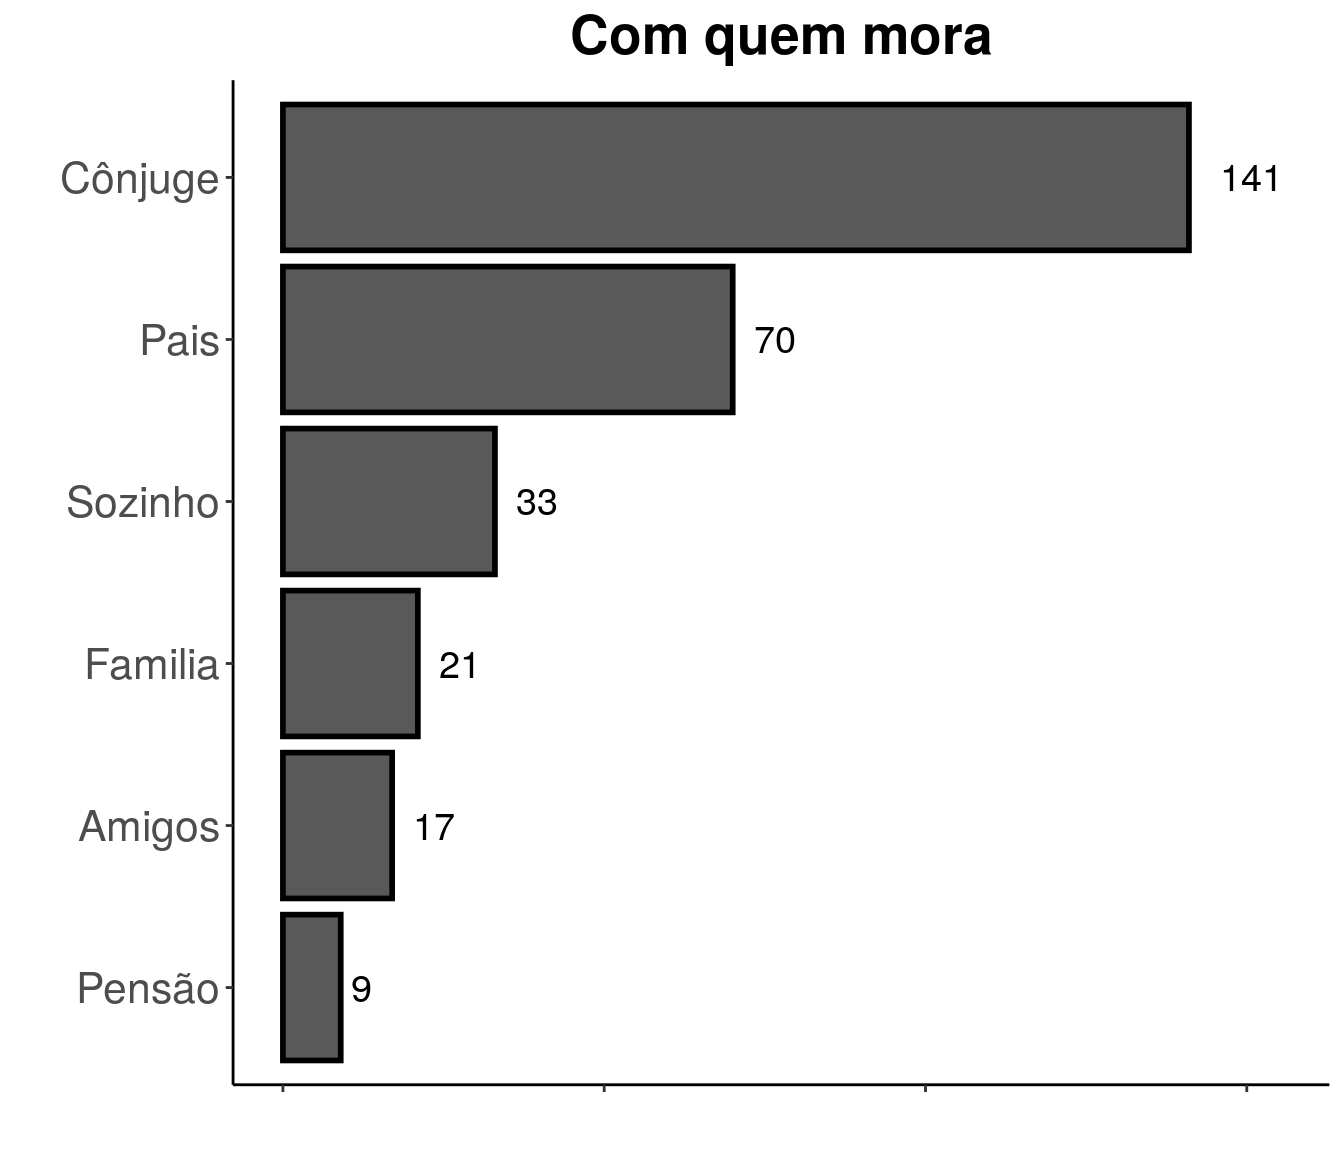 Com quem mora
Cônjuge 141
Pais 70
Sozinho 33
Familia 21
Amigos 17
Pensão 9